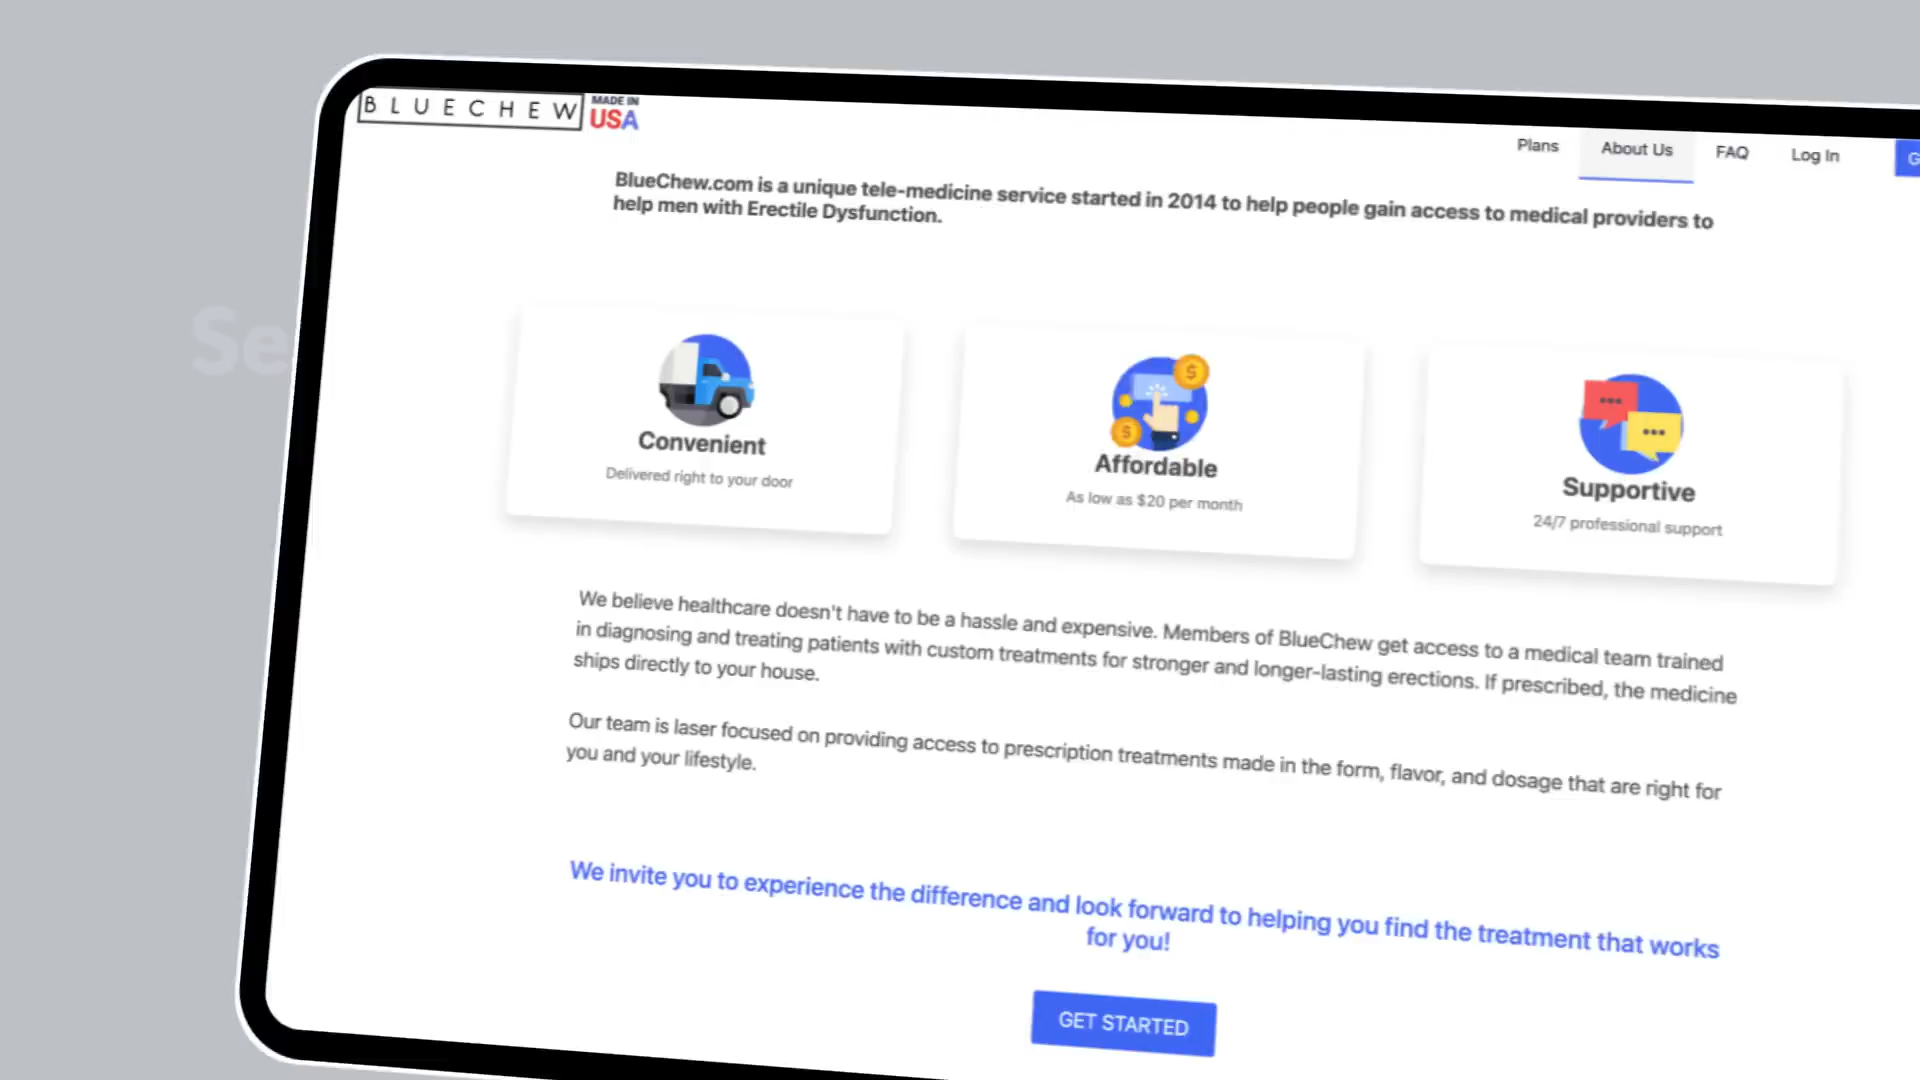 BLUECHEW MADE IN
USA
Plans About Us FAQ Log In
BlueChew.com is a unique tele-medicine service started in 2014 to help people gain access to medical providers to
help men with Erectile Dysfunction.
Convenient
Delivered right to your door
Affordable
As low as $20 per month
Supportive
24/7 professional support
We believe healthcare doesn't have to be a hassle and expensive. Members of BlueChew get access to a medical team trained
in diagnosing and treating patients with custom treatments for stronger and longer-lasting erections. If prescribed, the medicine
ships directly to your house.
Our team is laser focused on providing access to prescription treatments made in the form, flavor, and dosage that are right for
you and your lifestyle.
We invite you to experience the difference and look forward to helping you find the treatment that works
for you!
GET STARTED